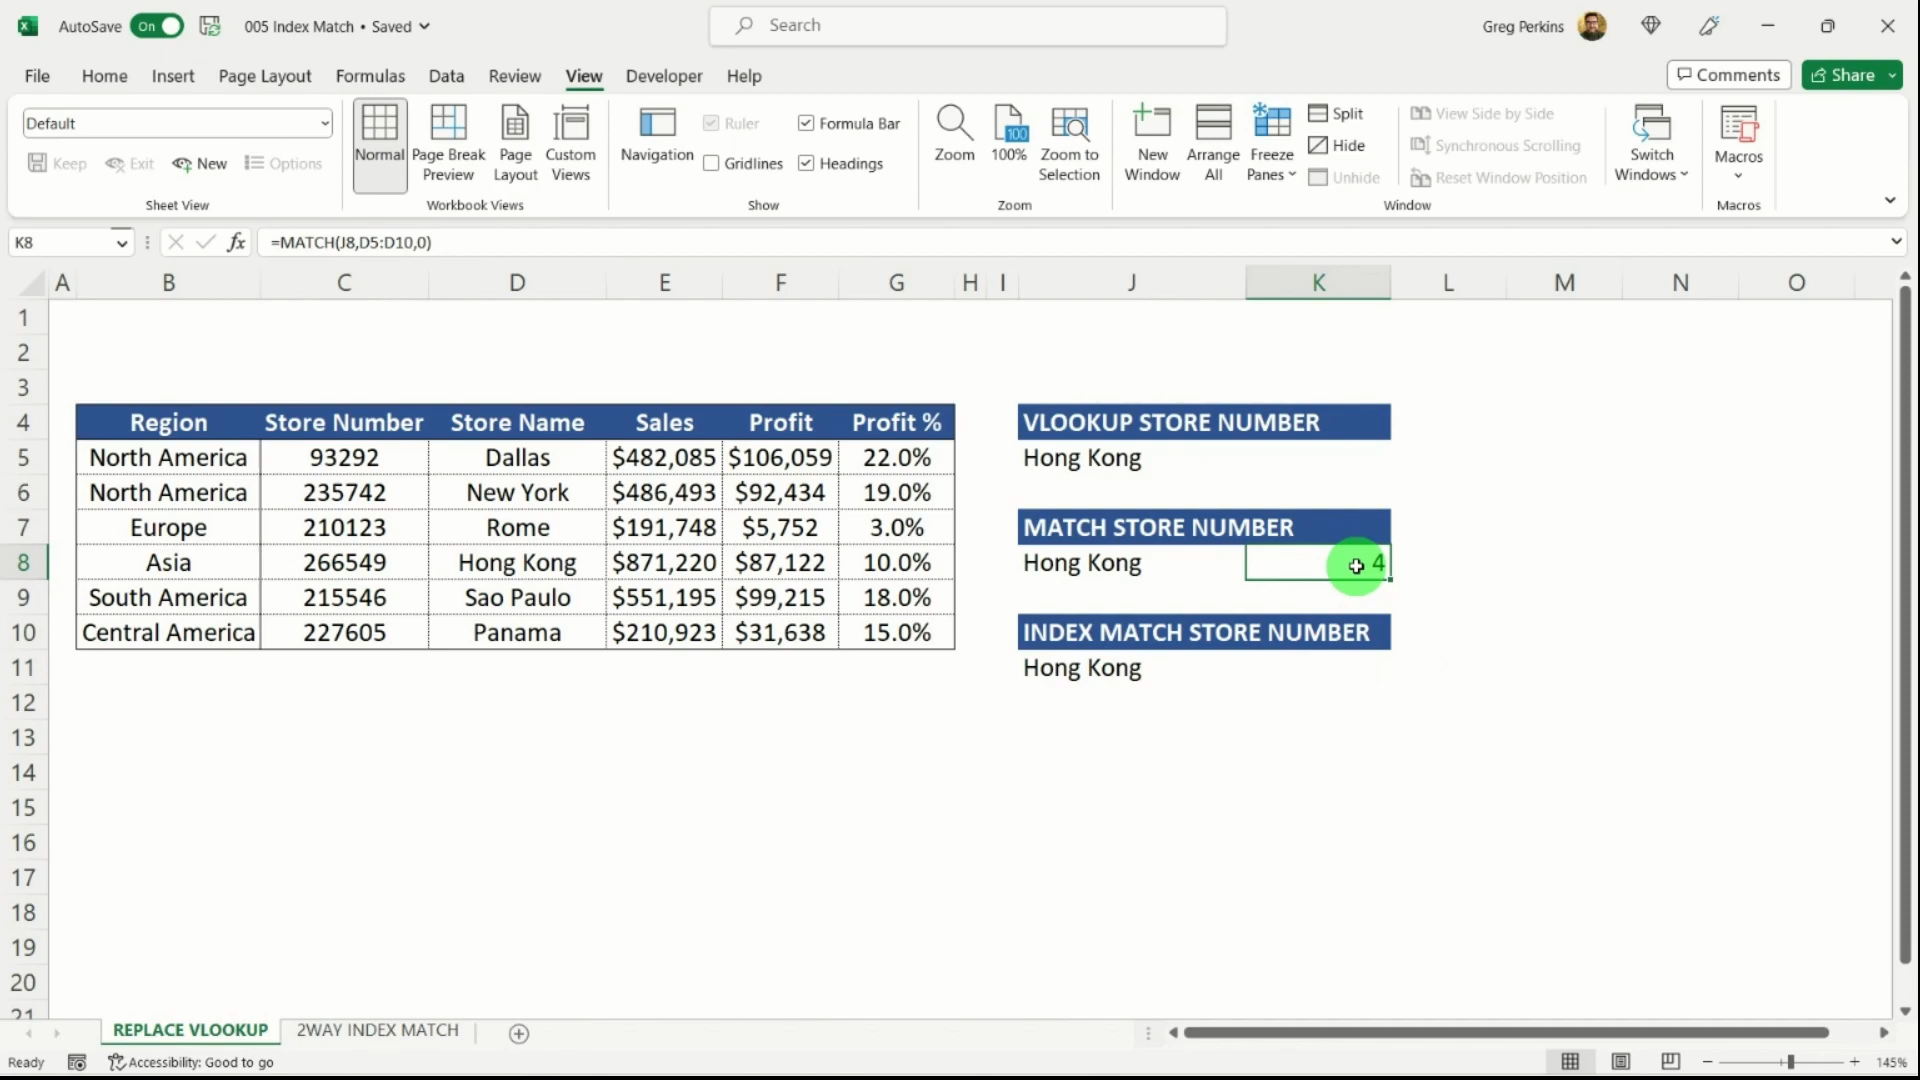 AutoSave On 005 Index Match • Saved Search Greg Perkins
File Home Insert Page Layout Formulas Data Review View Developer Help Comments Share
Default
Keep Exit New Options
Sheet View
Normal Page Break Preview Page Layout Custom Views
Workbook Views
Navigation Ruler Formula Bar
Gridlines Headings
Show
Zoom 100 100% Zoom to Selection
Zoom
New Window Arrange All Freeze Panes
Split View Side by Side
Hide Synchronous Scrolling
Unhide Reset Window Position
Switch Windows
Window
Macros
Macros
K8 fx =MATCH(J8,D5:D10,0)
A B C D E F G H I J K L M N O
1
2
3
4 Region Store Number Store Name Sales Profit Profit % VLOOKUP STORE NUMBER
5 North America 93292 Dallas $482,085 $106,059 22.0% Hong Kong
6 North America 235742 New York $486,493 $92,434 19.0%
7 Europe 210123 Rome $191,748 $5,752 3.0% MATCH STORE NUMBER
8 Asia 266549 Hong Kong $871,220 $87,122 10.0% Hong Kong 4
9 South America 215546 Sao Paulo $551,195 $99,215 18.0%
10 Central America 227605 Panama $210,923 $31,638 15.0% INDEX MATCH STORE NUMBER
11 Hong Kong
12
13
14
15
16
17
18
19
20
21
REPLACE VLOOKUP 2WAY INDEX MATCH
Ready Accessibility: Good to go 145%